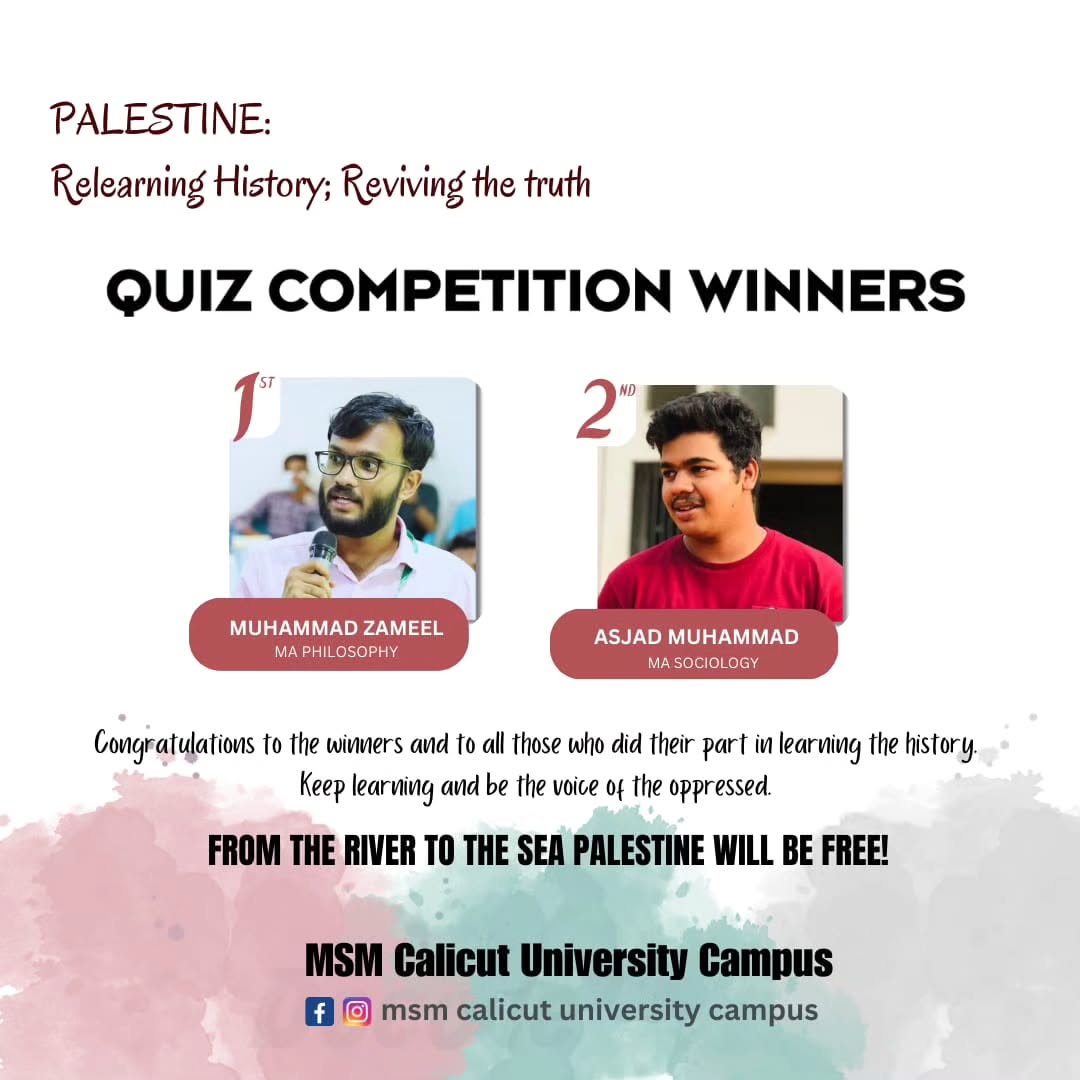 PALESTINE:
Relearning History; Reviving the truth
QUIZ COMPETITION WINNERS
1ST
2ND
MUHAMMAD ZAMEEL
MA PHILOSOPHY
ASJAD MUHAMMAD
MA SOCIOLOGY
Congratulations to the winners and to all those who did their part in learning the history.
Keep learning and be the voice of the oppressed.
FROM THE RIVER TO THE SEA PALESTINE WILL BE FREE!
MSM Calicut University Campus
msm calicut university campus